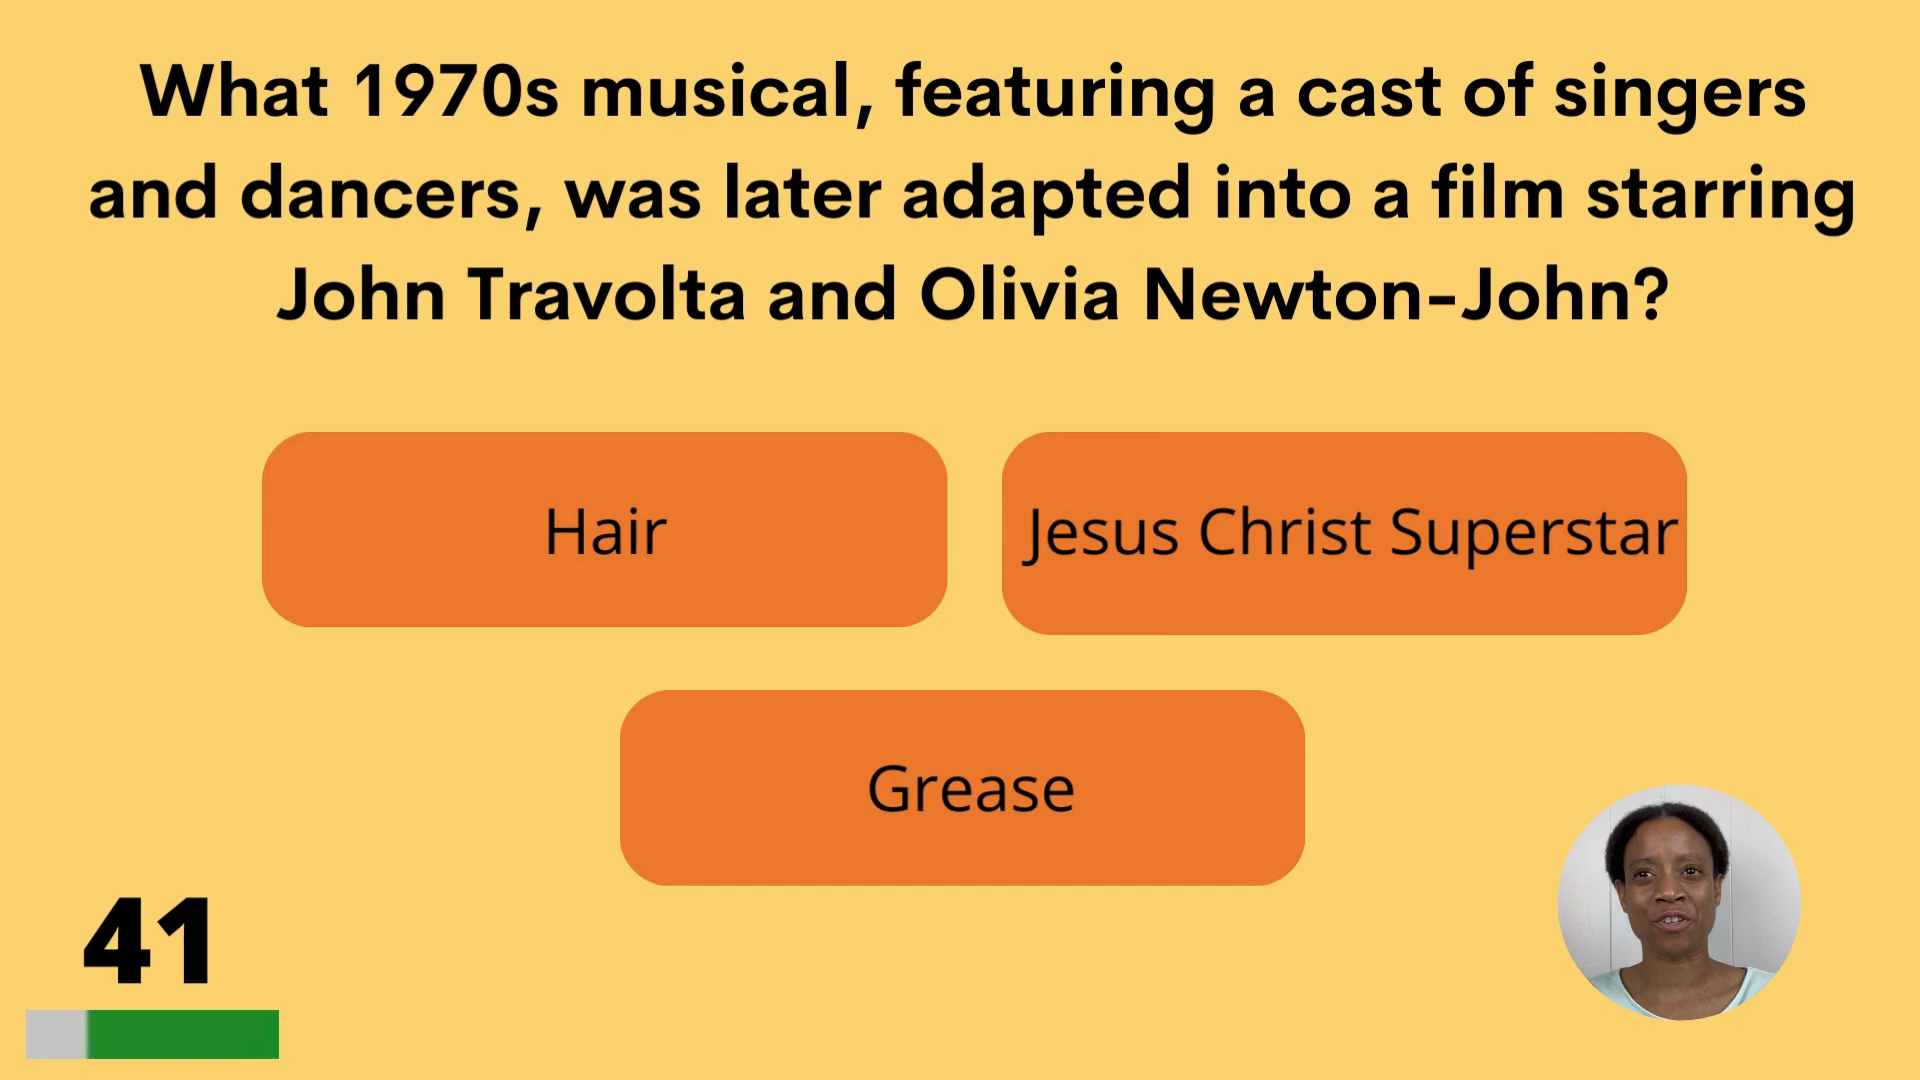 What 1970s musical, featuring a cast of singers
and dancers, was later adapted into a film starring
John Travolta and Olivia Newton-John?
Hair
Jesus Christ Superstar
Grease
41